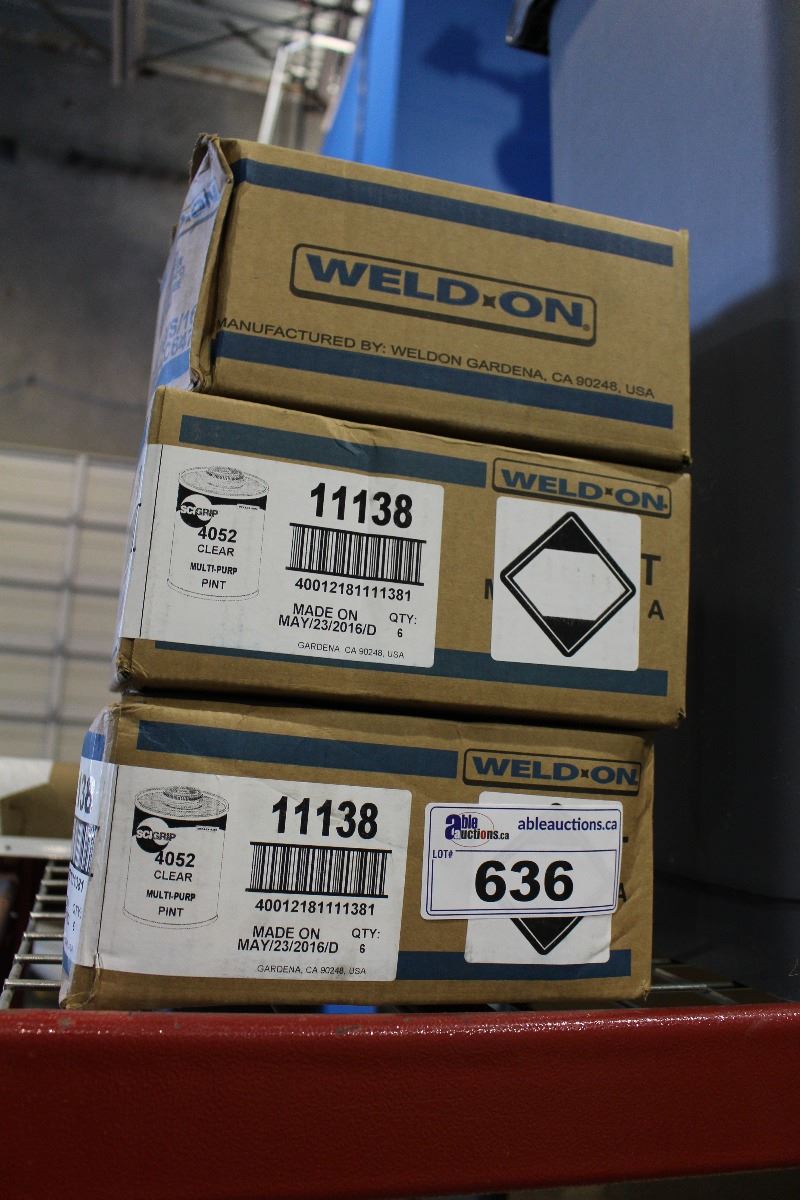 WELD-ON
MANUFACTURED BY: WELDON GARDENA, CA 90248, USA
WELD-ON
SCIGRIP
4052
CLEAR
MULTI-PURP
PINT
11138
40012181111381
MADE ON
MAY/23/2016/D
QTY:
6
GARDENA, CA 90248, USA
T
A
WELD-ON
SCIGRIP
4052
CLEAR
MULTI-PURP
PINT
11138
40012181111381
MADE ON
MAY/23/2016/D
QTY:
6
GARDENA, CA 90248, USA
able auctions.ca
ableauctions.ca
LOT#
636